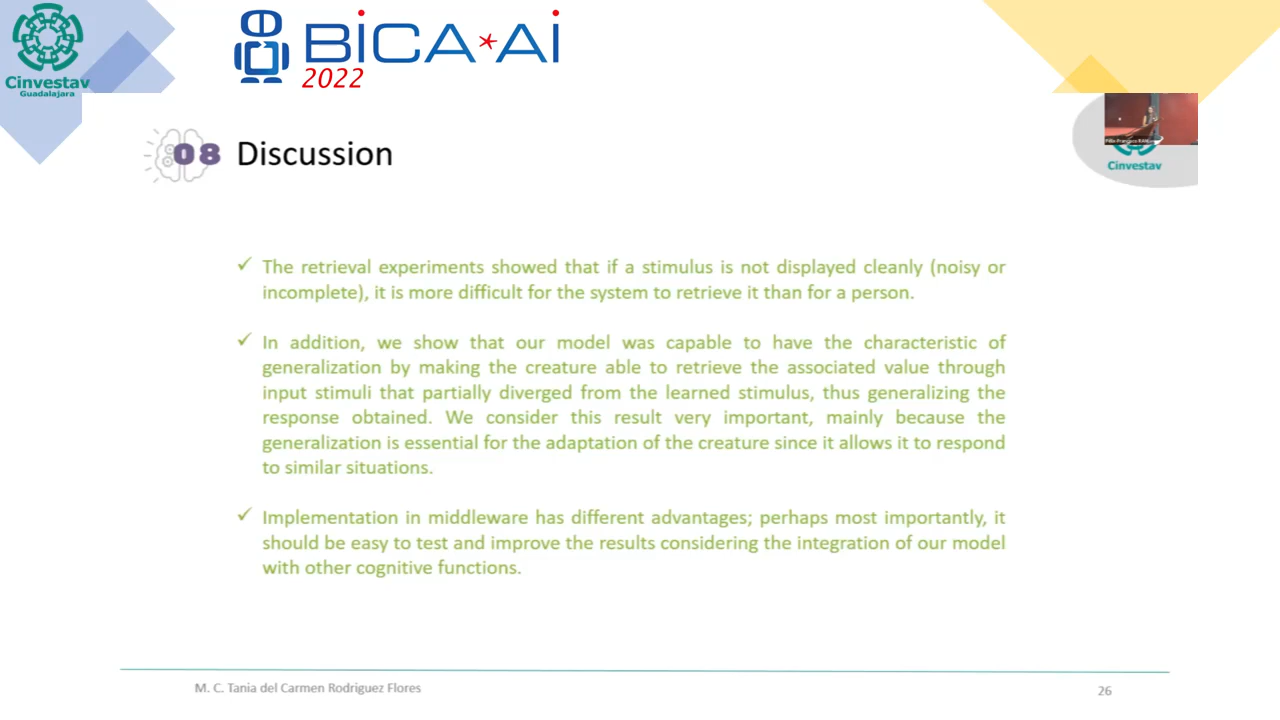 Cinvestav
Guadalajara
BiCA*Ai
2022
08 Discussion
Cinvestav
The retrieval experiments showed that if a stimulus is not displayed cleanly (noisy or
incomplete), it is more difficult for the system to retrieve it than for a person.
In addition, we show that our model was capable to have the characteristic of
generalization by making the creature able to retrieve the associated value through
input stimuli that partially diverged from the learned stimulus, thus generalizing the
response obtained. We consider this result very important, mainly because the
generalization is essential for the adaptation of the creature since it allows it to respond
to similar situations.
Implementation in middleware has different advantages; perhaps most importantly, it
should be easy to test and improve the results considering the integration of our model
with other cognitive functions.
M. C. Tania del Carmen Rodriguez Flores
26